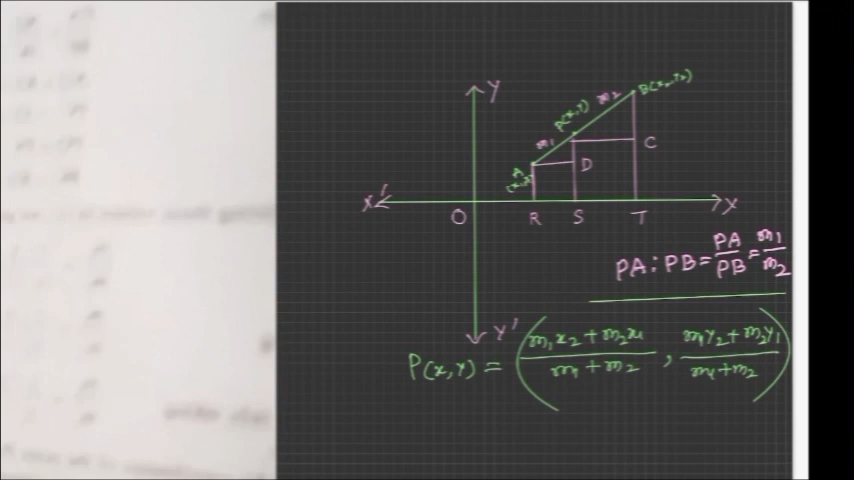 Y
B(x₂, Y₂)
m₂
P(x,Y)
m₁
A
C
D
X'
X
O
R S T
PA:PB = PA/PB = m₁/m₂
Y'
P(x,Y) = (m₁x₂+m₂x₁/m₁+m₂, m₁Y₂+m₂Y₁/m₁+m₂)